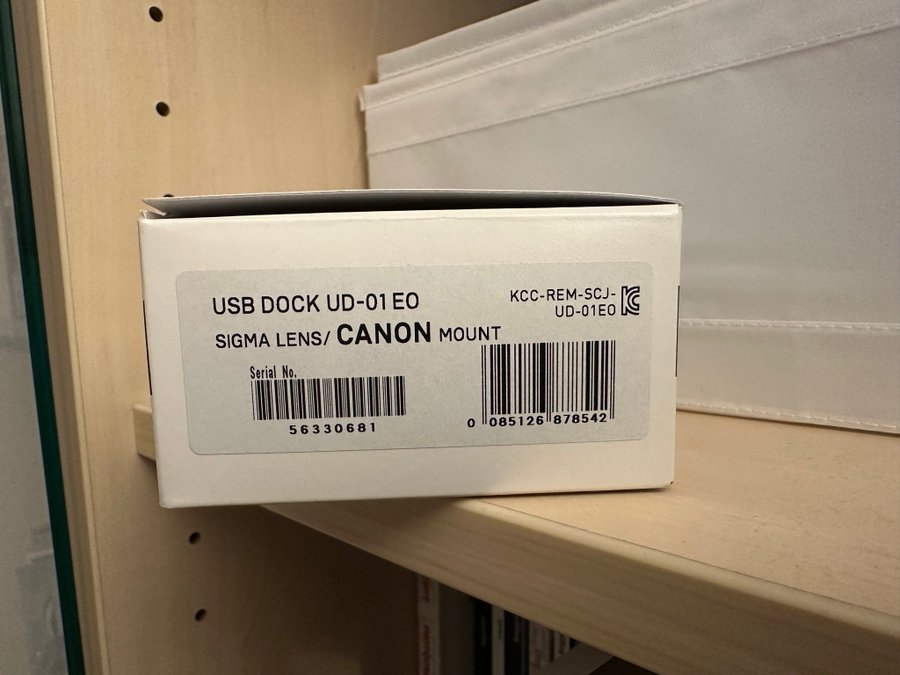 USB DOCK UD-01 EO
SIGMA LENS/ CANON MOUNT
KCC-REM-SCJ-
UD-01EO
Serial No.
56330681
0 085126 878542